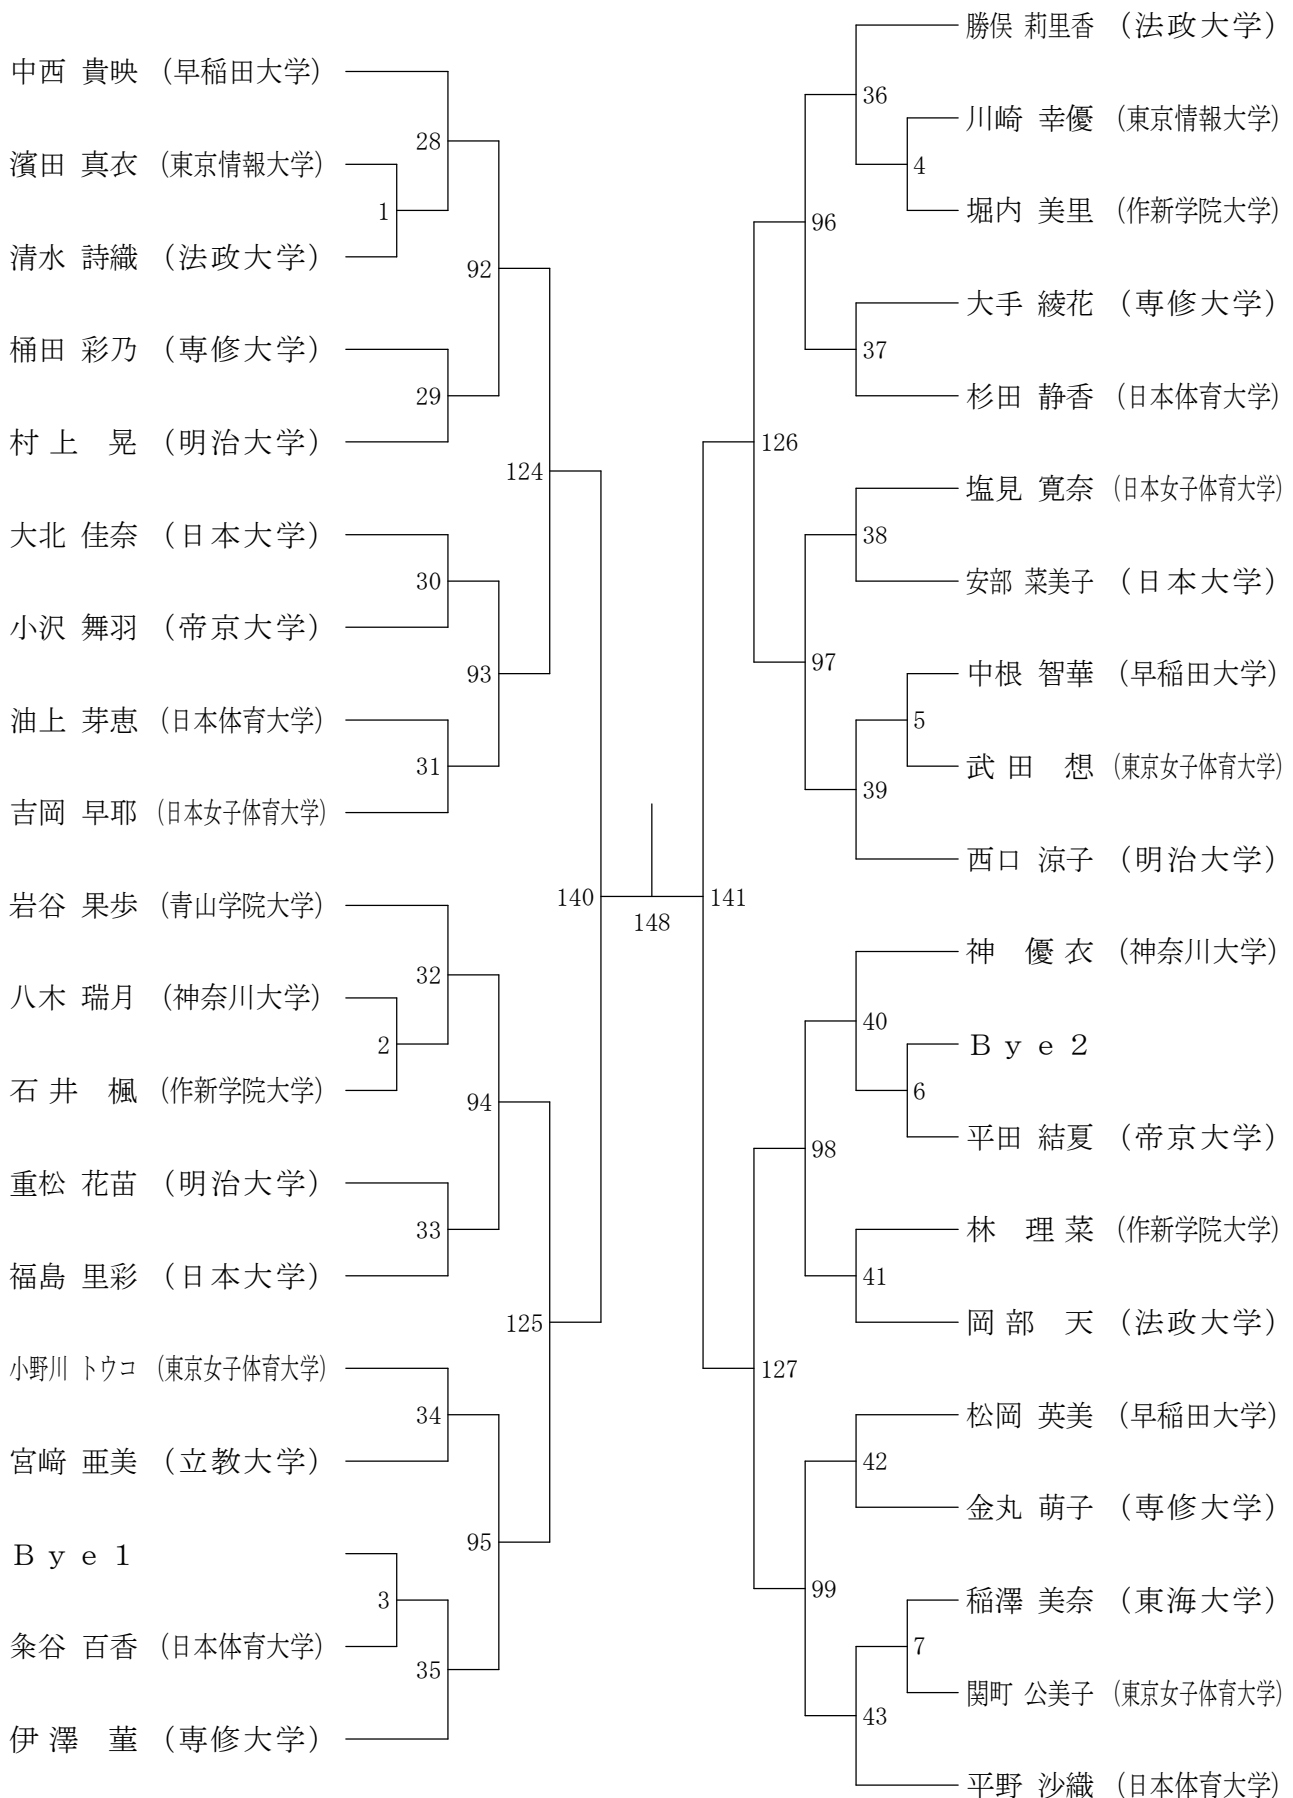 中西 貴映 (早稲田大学)
28
濱田 真衣 (東京情報大学)
1
清水 詩織 (法政大学)
92
桶田 彩乃 (専修大学)
29
村上 晃 (明治大学)
124
大北 佳奈 (日本大学)
30
小沢 舞羽 (帝京大学)
93
油上 芽恵 (日本体育大学)
31
吉岡 早耶 (日本女子体育大学)
140
岩谷 果歩 (青山学院大学)
32
八木 瑞月 (神奈川大学)
2
石井 楓 (作新学院大学)
94
重松 花苗 (明治大学)
33
福島 里彩 (日本大学)
125
小野川 トウコ (東京女子体育大学)
34
宮﨑 亜美 (立教大学)
95
Bye1
3
粂谷 百香 (日本体育大学)
35
伊澤 菫 (専修大学)
148
勝俣 莉里香 (法政大学)
36
川崎 幸優 (東京情報大学)
4
堀内 美里 (作新学院大学)
96
大手 綾花 (専修大学)
37
杉田 静香 (日本体育大学)
126
塩見 寛奈 (日本女子体育大学)
38
安部 菜美子 (日本大学)
97
中根 智華 (早稲田大学)
5
武田 想 (東京女子体育大学)
39
西口 涼子 (明治大学)
141
神 優衣 (神奈川大学)
40
Bye2
6
平田 結夏 (帝京大学)
98
林 理菜 (作新学院大学)
41
岡部 天 (法政大学)
127
松岡 英美 (早稲田大学)
42
金丸 萌子 (専修大学)
99
稲澤 美奈 (東海大学)
7
関町 公美子 (東京女子体育大学)
43
平野 沙織 (日本体育大学)